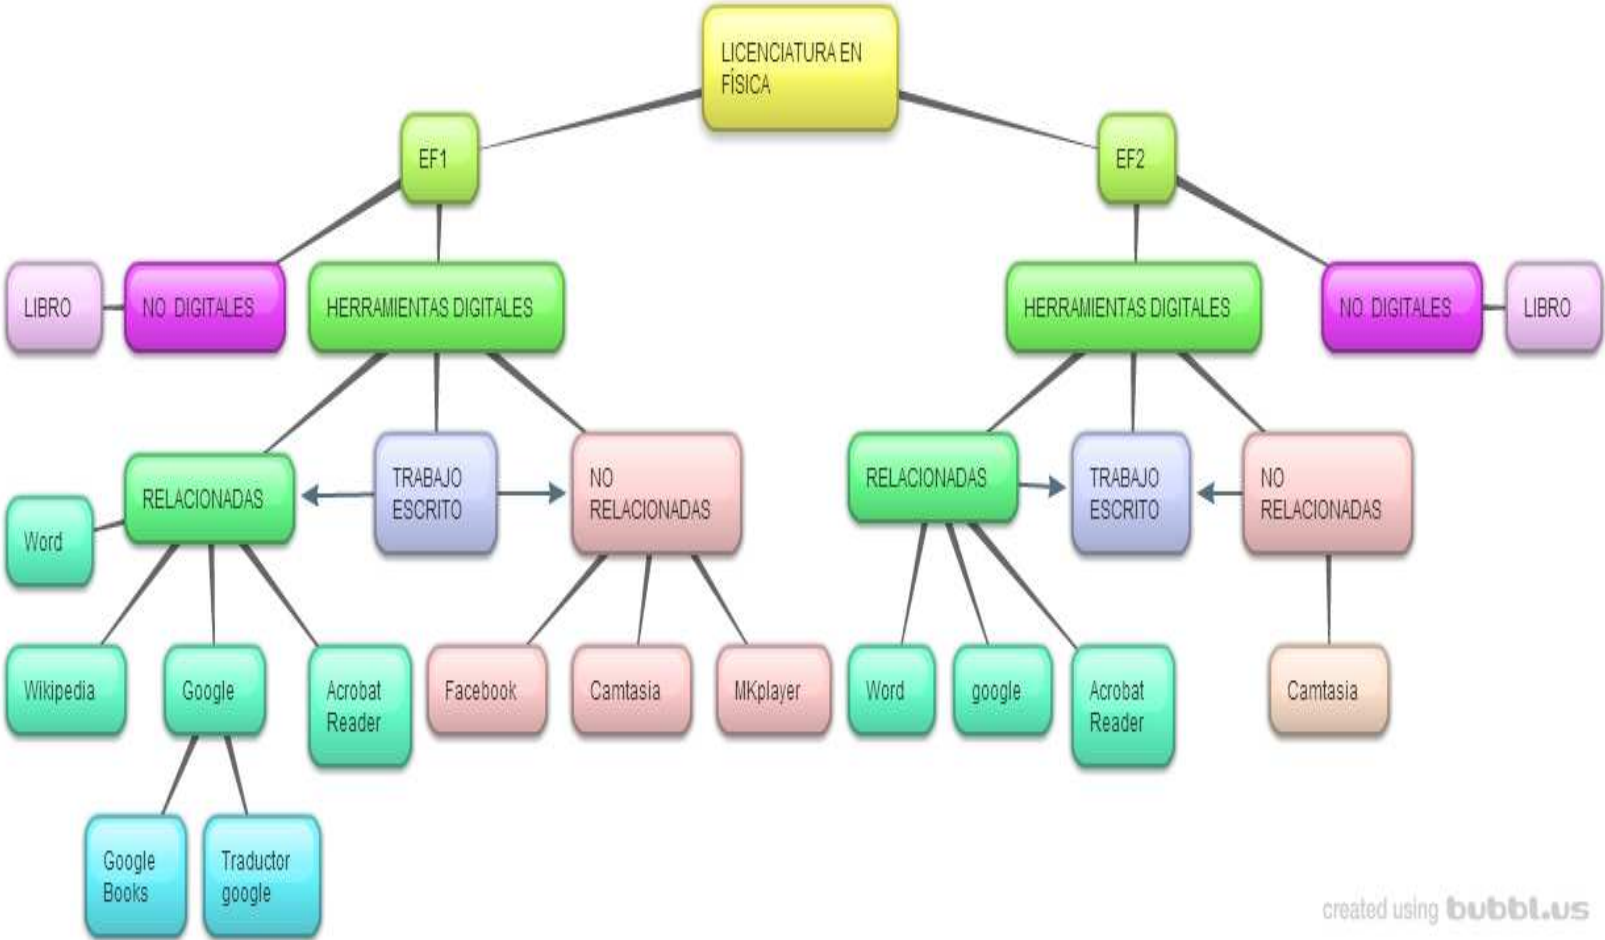 LICENCIATURA EN
FÍSICA
EF1
EF2
LIBRO
NO DIGITALES
HERRAMIENTAS DIGITALES
HERRAMIENTAS DIGITALES
NO DIGITALES
LIBRO
RELACIONADAS
TRABAJO
ESCRITO
NO
RELACIONADAS
RELACIONADAS
TRABAJO
ESCRITO
NO
RELACIONADAS
Word
Wikipedia
Google
Acrobat
Reader
Facebook
Camtasia
MKplayer
Word
google
Acrobat
Reader
Camtasia
Google
Books
Traductor
google
created using bubbl.us